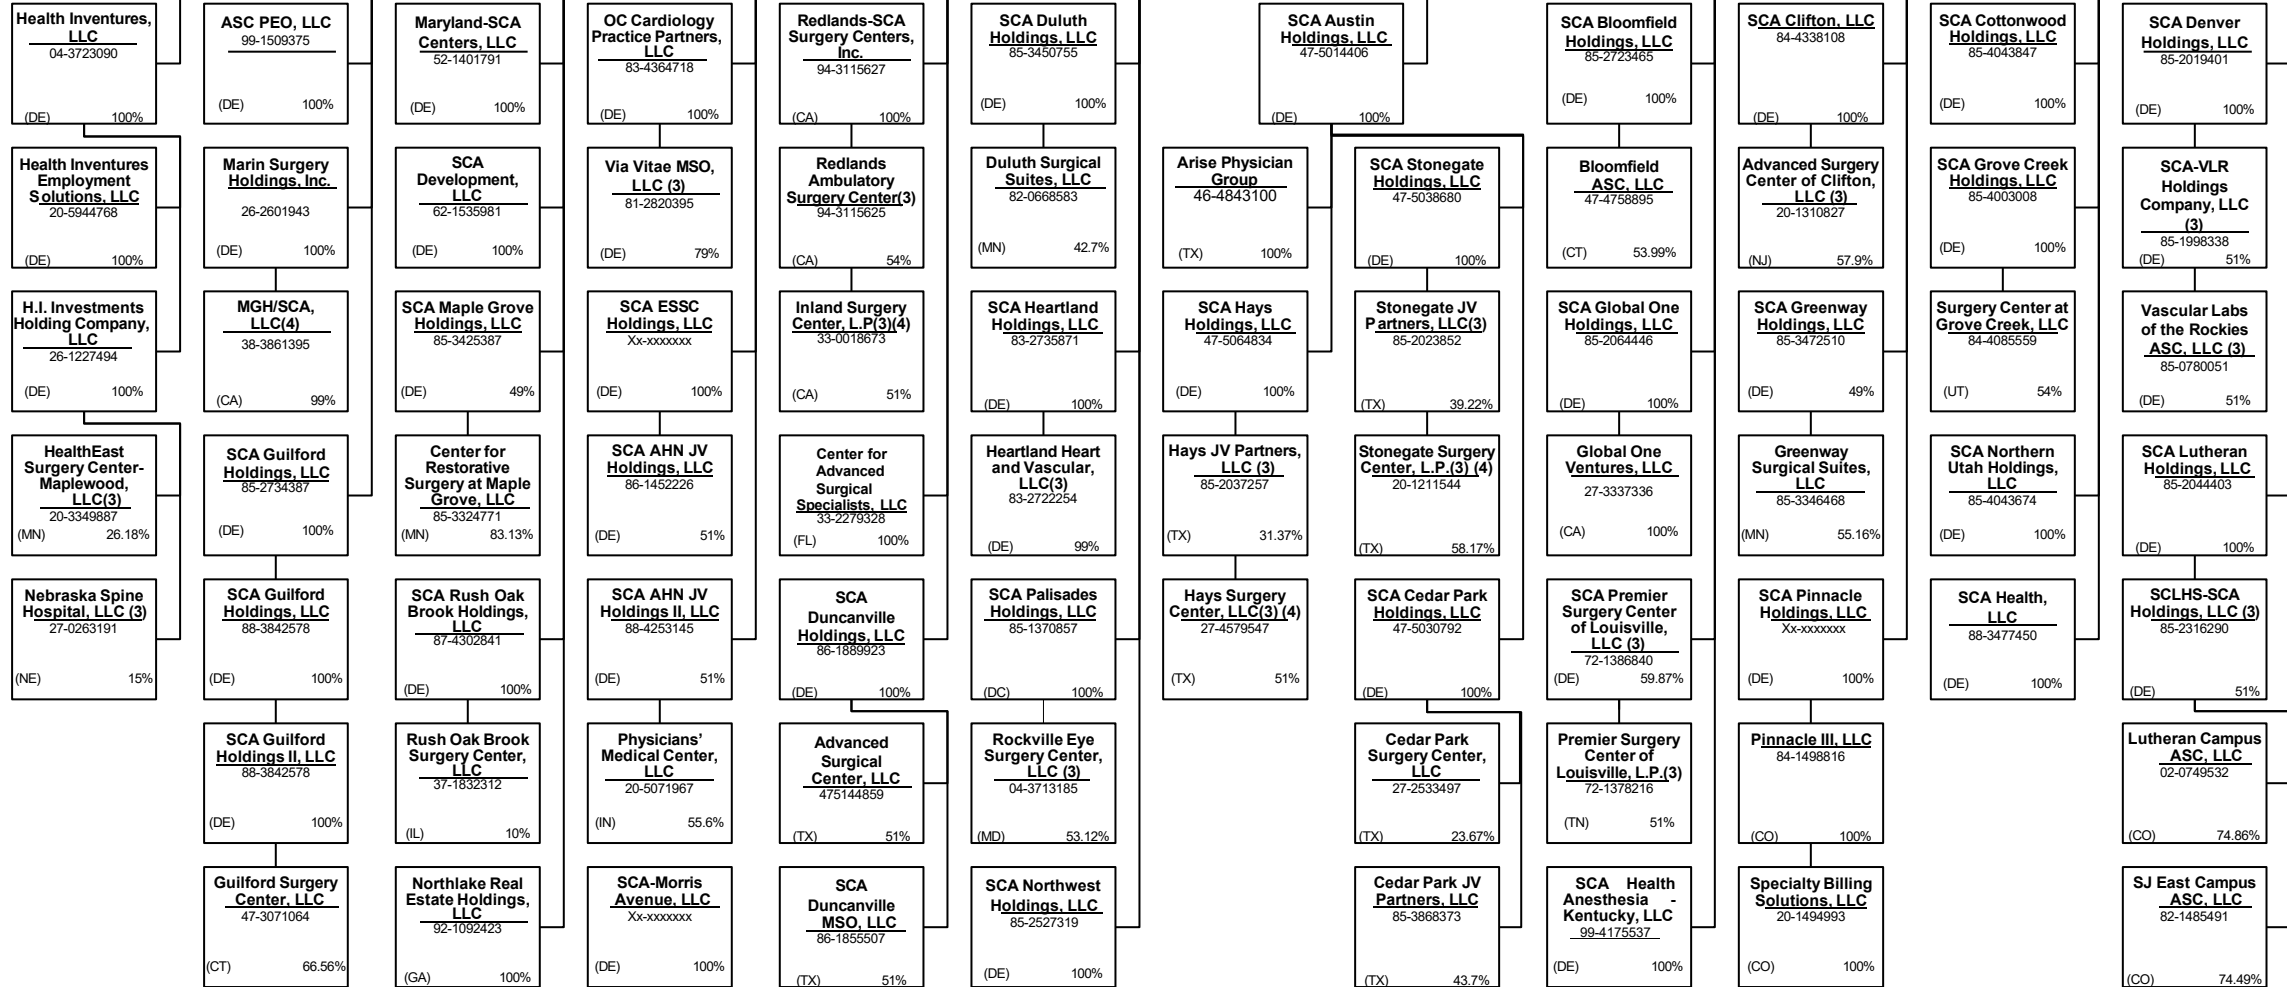 Health Inventures,
LLC
04-3723090
(DE) 100%
Health Inventures
Employment
Solutions, LLC
20-5944768
(DE) 100%
H.I. Investments
Holding Company,
LLC
26-1227494
(DE) 100%
HealthEast
Surgery Center-
Maplewood,
LLC(3)
20-3349887
(MN) 26.18%
Nebraska Spine
Hospital, LLC (3)
27-0263191
(NE) 15%
ASC PEO, LLC
99-1509375
(DE) 100%
Marin Surgery
Holdings, Inc.
26-2601943
(DE) 100%
MGH/SCA,
LLC(4)
38-3861395
(CA) 99%
SCA Guilford
Holdings, LLC
85-2734387
(DE) 100%
SCA Guilford
Holdings, LLC
88-3842578
(DE) 100%
SCA Guilford
Holdings II, LLC
88-3842578
(DE) 100%
Guilford Surgery
Center, LLC
47-3071064
(CT) 66.56%
Maryland-SCA
Centers, LLC
52-1401791
(DE) 100%
SCA
Development,
LLC
62-1535981
(DE) 100%
SCA Maple Grove
Holdings, LLC
85-3425387
(DE) 49%
Center for
Restorative
Surgery at Maple
Grove, LLC
85-3324771
(MN) 83.13%
SCA Rush Oak
Brook Holdings,
LLC
87-4302841
(DE) 100%
Rush Oak Brook
Surgery Center,
LLC
37-1832312
(IL) 10%
Northlake Real
Estate Holdings,
LLC
92-1092423
(GA) 100%
OC Cardiology
Practice Partners,
LLC
83-4364718
(DE) 100%
Via Vitae MSO,
LLC (3)
81-2820395
(DE) 79%
SCA ESSC
Holdings, LLC
Xx-xxxxxxx
(DE) 100%
SCA AHN JV
Holdings, LLC
86-1452226
(DE) 51%
SCA AHN JV
Holdings II, LLC
88-4253145
(DE) 51%
Physicians’
Medical Center,
LLC
20-5071967
(IN) 55.6%
SCA-Morris
Avenue, LLC
Xx-xxxxxxx
(DE) 100%
Redlands-SCA
Surgery Centers,
Inc.
94-3115627
(CA) 100%
Redlands
Ambulatory
Surgery Center(3)
94-3115625
(CA) 54%
Inland Surgery
Center, L.P(3)(4)
33-0018673
(CA) 51%
Center for
Advanced
Surgical
Specialists, LLC
33-2279328
(FL) 100%
SCA
Duncanville
Holdings, LLC
86-1889923
(DE) 100%
Advanced
Surgical
Center, LLC
475144859
(TX) 51%
SCA
Duncanville
MSO, LLC
86-1855507
(TX) 51%
SCA Duluth
Holdings, LLC
85-3450755
(DE) 100%
Duluth Surgical
Suites, LLC
82-0668583
(MN) 42.7%
SCA Heartland
Holdings, LLC
83-2735871
(DE) 100%
Heartland Heart
and Vascular,
LLC(3)
83-2722254
(DE) 99%
SCA Palisades
Holdings, LLC
85-1370857
(DC) 100%
Rockville Eye
Surgery Center,
LLC (3)
04-3713185
(MD) 53.12%
SCA Northwest
Holdings, LLC
85-2527319
(DE) 100%
SCA Austin
Holdings, LLC
47-5014406
(DE) 100%
Arise Physician
Group
46-4843100
(TX) 100%
SCA Hays
Holdings, LLC
47-5064834
(DE) 100%
Hays JV Partners,
LLC (3)
85-2037257
(TX) 31.37%
Hays Surgery
Center, LLC(3) (4)
27-4579547
(TX) 51%
SCA Stonegate
Holdings, LLC
47-5038680
(DE) 100%
Stonegate JV
Partners, LLC(3)
85-2023852
(TX) 39.22%
Stonegate Surgery
Center, L.P.(3) (4)
20-1211544
(TX) 58.17%
SCA Cedar Park
Holdings, LLC
47-5030792
(DE) 100%
Cedar Park
Surgery Center,
LLC
27-2533497
(TX) 23.67%
Cedar Park JV
Partners, LLC
85-3868373
(TX) 43.7%
SCA Bloomfield
Holdings, LLC
85-2723465
(DE) 100%
Bloomfield
ASC, LLC
47-4758895
(CT) 53.99%
SCA Global One
Holdings, LLC
85-2064446
(DE) 100%
Global One
Ventures, LLC
27-3337336
(CA) 100%
SCA Premier
Surgery Center
of Louisville,
LLC (3)
72-1386840
(DE) 59.87%
Premier Surgery
Center of
Louisville, L.P.(3)
72-1378216
(TN) 51%
SCA Health
Anesthesia -
Kentucky, LLC
99-4175537
(DE) 100%
SCA Clifton, LLC
84-4338108
(DE) 100%
Advanced Surgery
Center of Clifton,
LLC (3)
20-1310827
(NJ) 57.9%
SCA Greenway
Holdings, LLC
85-3472510
(DE) 49%
Greenway
Surgical Suites,
LLC
85-3346468
(MN) 55.16%
SCA Pinnacle
Holdings, LLC
Xx-xxxxxxx
(DE) 100%
Pinnacle III, LLC
84-1498816
(CO) 100%
Specialty Billing
Solutions, LLC
20-1494993
(CO) 100%
SCA Cottonwood
Holdings, LLC
85-4043847
(DE) 100%
SCA Grove Creek
Holdings, LLC
85-4003008
(DE) 100%
Surgery Center at
Grove Creek, LLC
84-4085559
(UT) 54%
SCA Northern
Utah Holdings,
LLC
85-4043674
(DE) 100%
SCA Health,
LLC
88-3477450
(DE) 100%
SCA Denver
Holdings, LLC
85-2019401
(DE) 100%
SCA-VLR
Holdings
Company, LLC
(3)
85-1998338
(DE) 51%
Vascular Labs
of the Rockies
ASC, LLC (3)
85-0780051
(DE) 51%
SCA Lutheran
Holdings, LLC
85-2044403
(DE) 100%
SCLHS-SCA
Holdings, LLC (3)
85-2316290
(DE) 51%
Lutheran Campus
ASC, LLC
02-0749532
(CO) 74.86%
SJ East Campus
ASC, LLC
82-1485491
(CO) 74.49%